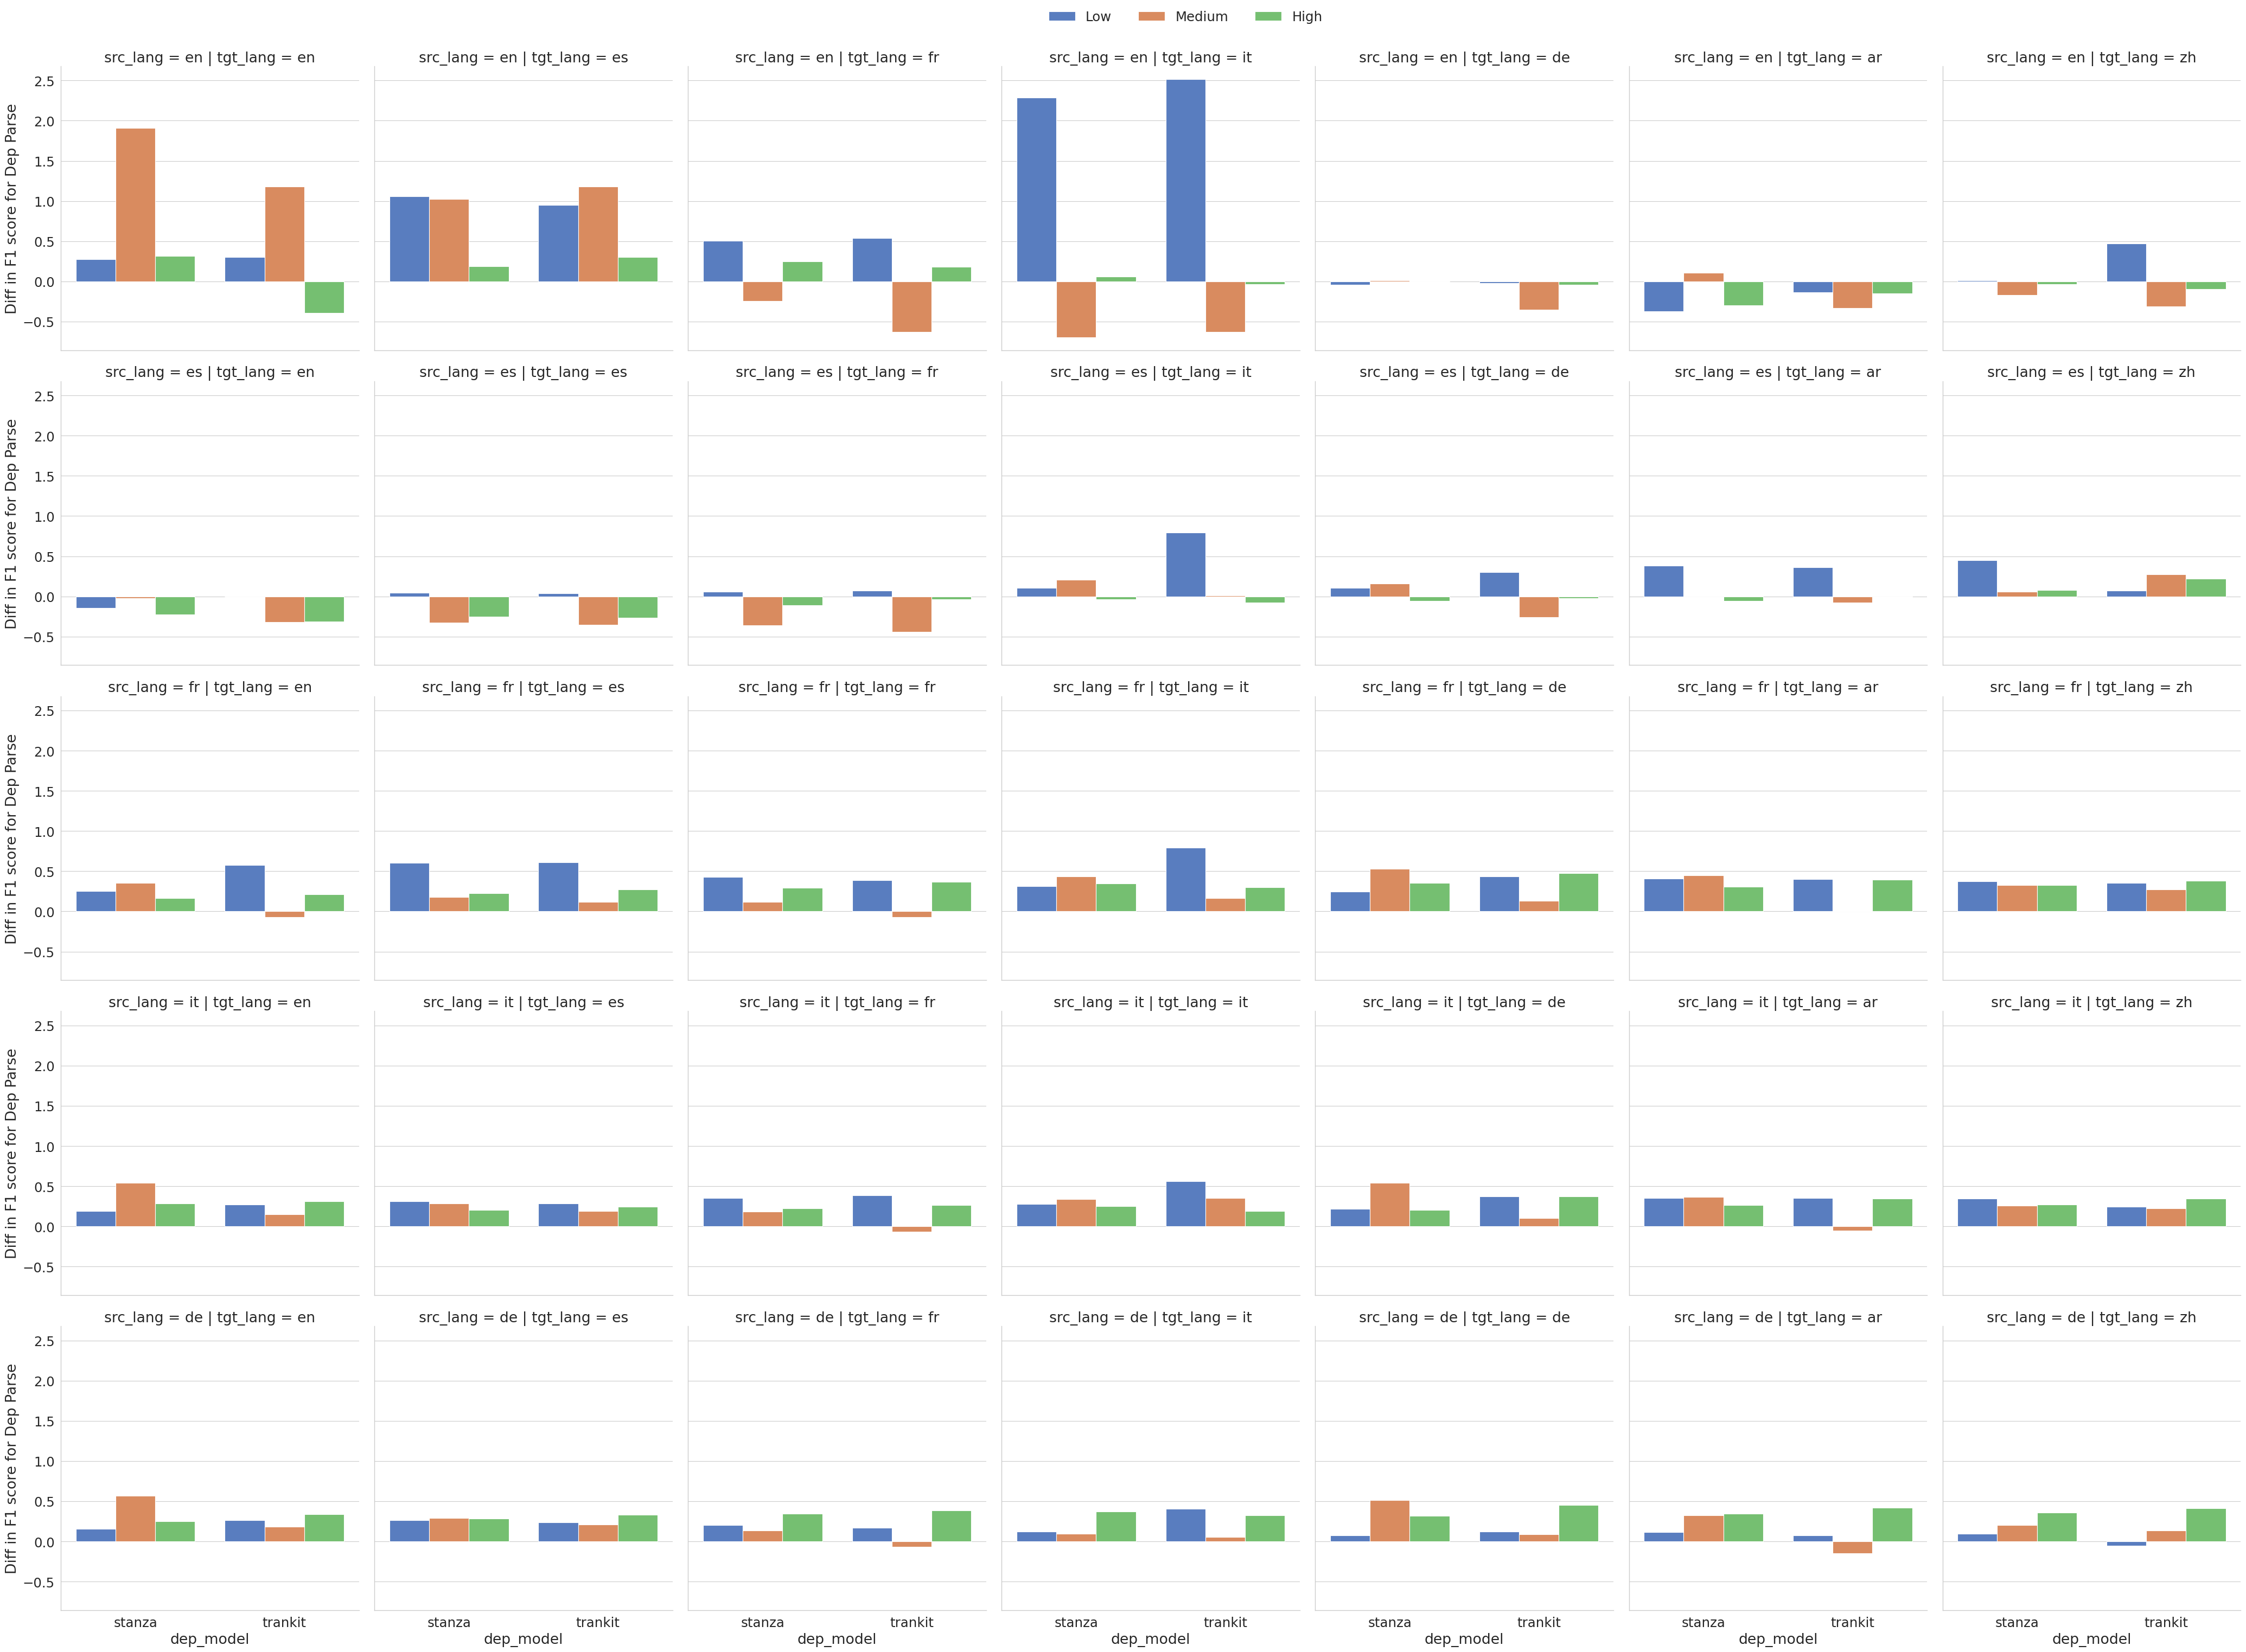 Low Medium High
src_lang = en | tgt_lang = en src_lang = en | tgt_lang = es src_lang = en | tgt_lang = fr src_lang = en | tgt_lang = it src_lang = en | tgt_lang = de src_lang = en | tgt_lang = ar src_lang = en | tgt_lang = zh
Diff in F1 score for Dep Parse
2.5
2.0
1.5
1.0
0.5
0.0
−0.5
src_lang = es | tgt_lang = en src_lang = es | tgt_lang = es src_lang = es | tgt_lang = fr src_lang = es | tgt_lang = it src_lang = es | tgt_lang = de src_lang = es | tgt_lang = ar src_lang = es | tgt_lang = zh
Diff in F1 score for Dep Parse
2.5
2.0
1.5
1.0
0.5
0.0
−0.5
src_lang = fr | tgt_lang = en src_lang = fr | tgt_lang = es src_lang = fr | tgt_lang = fr src_lang = fr | tgt_lang = it src_lang = fr | tgt_lang = de src_lang = fr | tgt_lang = ar src_lang = fr | tgt_lang = zh
Diff in F1 score for Dep Parse
2.5
2.0
1.5
1.0
0.5
0.0
−0.5
src_lang = it | tgt_lang = en src_lang = it | tgt_lang = es src_lang = it | tgt_lang = fr src_lang = it | tgt_lang = it src_lang = it | tgt_lang = de src_lang = it | tgt_lang = ar src_lang = it | tgt_lang = zh
Diff in F1 score for Dep Parse
2.5
2.0
1.5
1.0
0.5
0.0
−0.5
src_lang = de | tgt_lang = en src_lang = de | tgt_lang = es src_lang = de | tgt_lang = fr src_lang = de | tgt_lang = it src_lang = de | tgt_lang = de src_lang = de | tgt_lang = ar src_lang = de | tgt_lang = zh
Diff in F1 score for Dep Parse
2.5
2.0
1.5
1.0
0.5
0.0
−0.5
stanza trankit stanza trankit stanza trankit stanza trankit stanza trankit stanza trankit stanza trankit
dep_model dep_model dep_model dep_model dep_model dep_model dep_model